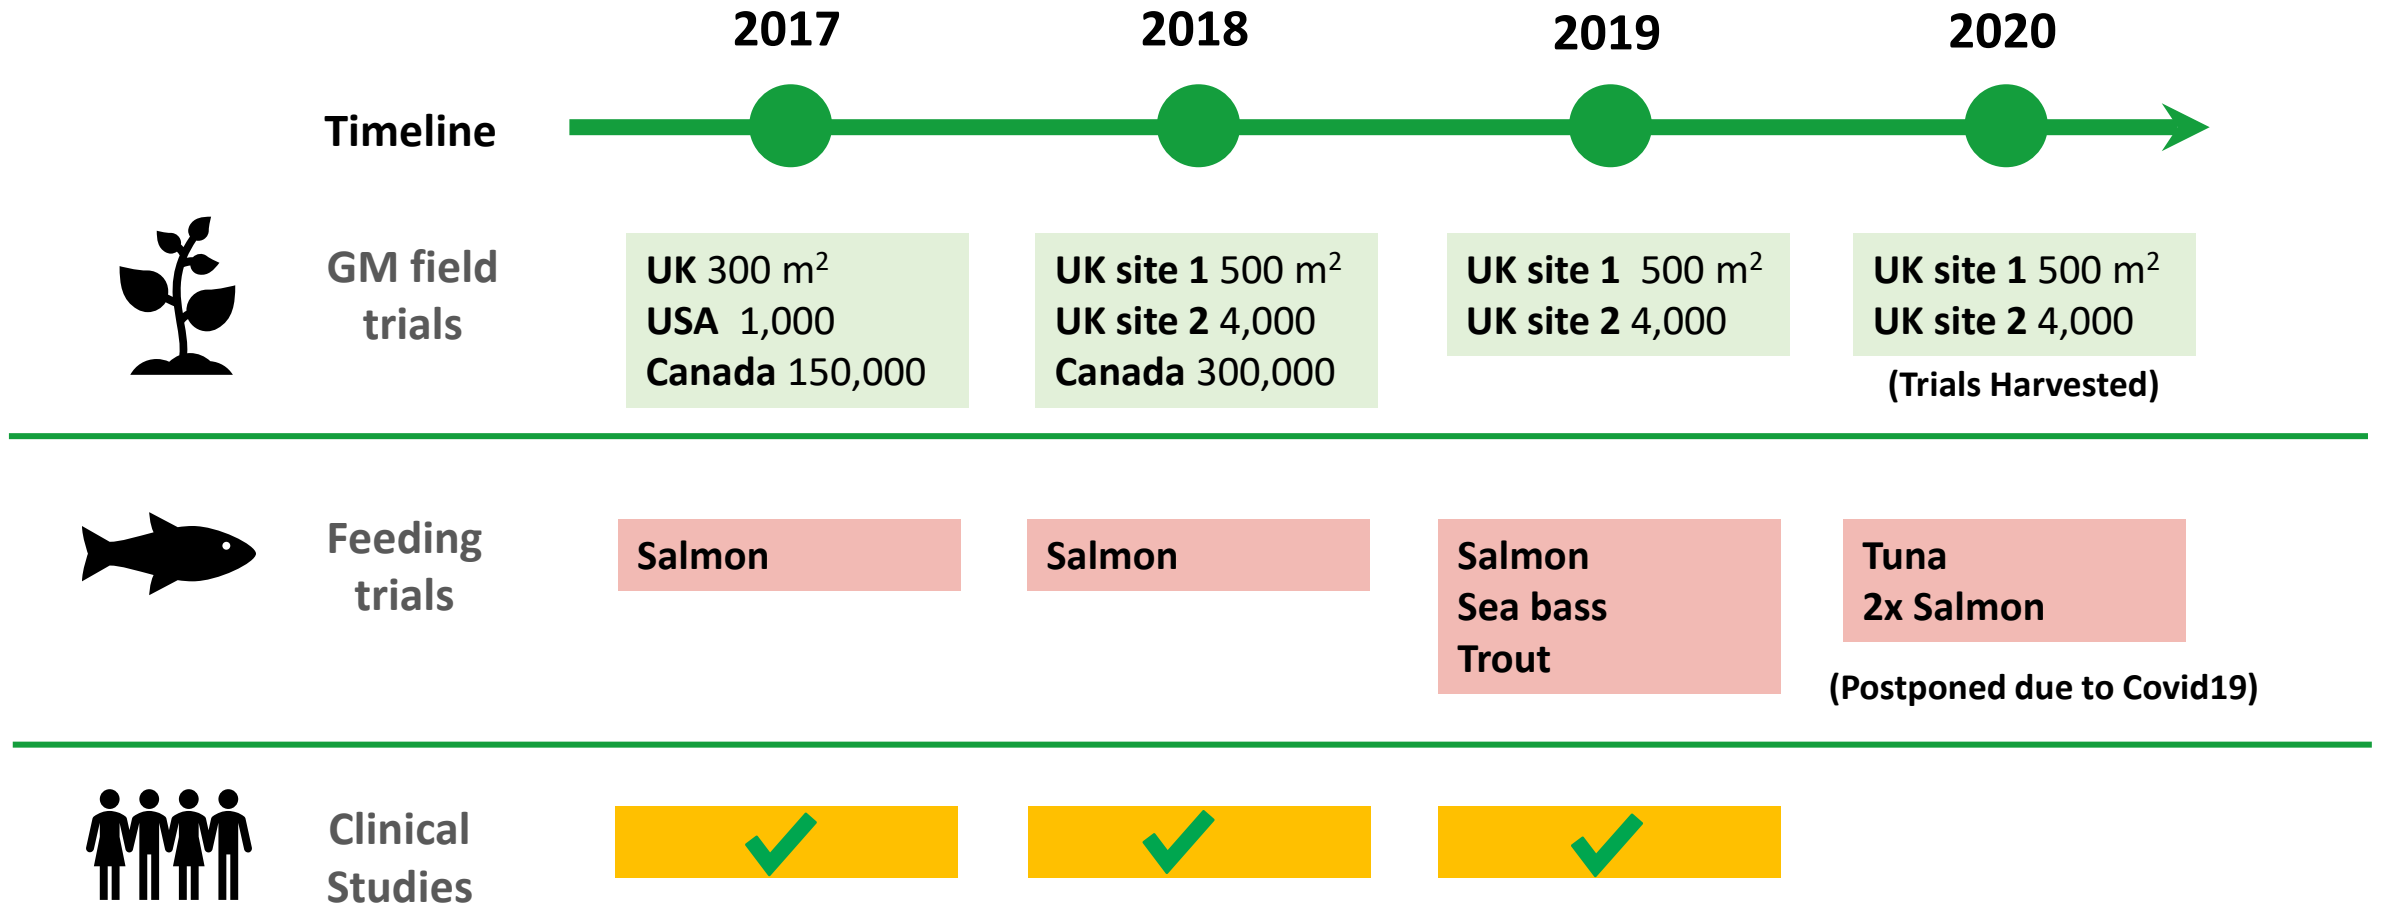 2017
2018
2019
2020
Timeline
GM field
trials
UK 300 m²
USA 1,000
Canada 150,000
UK site 1 500 m²
UK site 2 4,000
Canada 300,000
UK site 1 500 m²
UK site 2 4,000
UK site 1 500 m²
UK site 2 4,000
(Trials Harvested)
Feeding
trials
Salmon
Salmon
Salmon
Sea bass
Trout
Tuna
2x Salmon
(Postponed due to Covid19)
Clinical
Studies